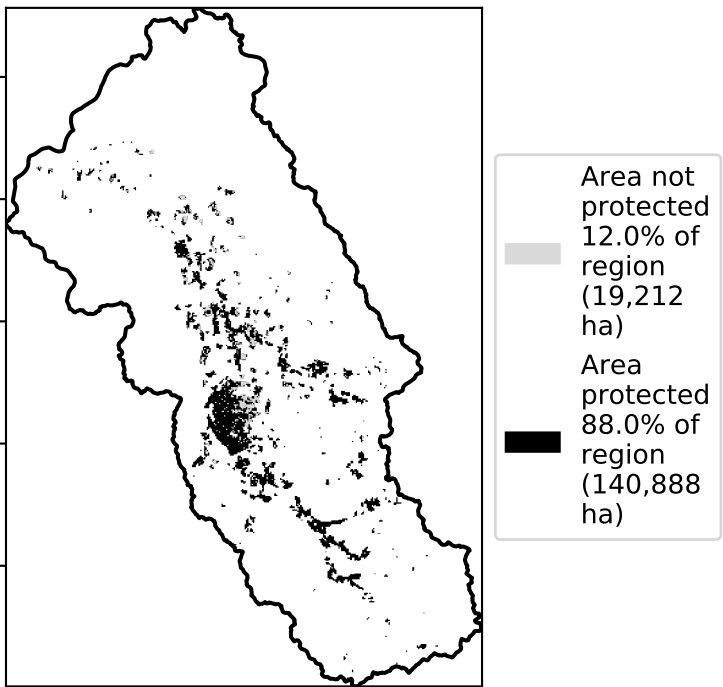 Area not
protected
12.0% of
region
(19,212
ha)
Area
protected
88.0% of
region
(140,888
ha)